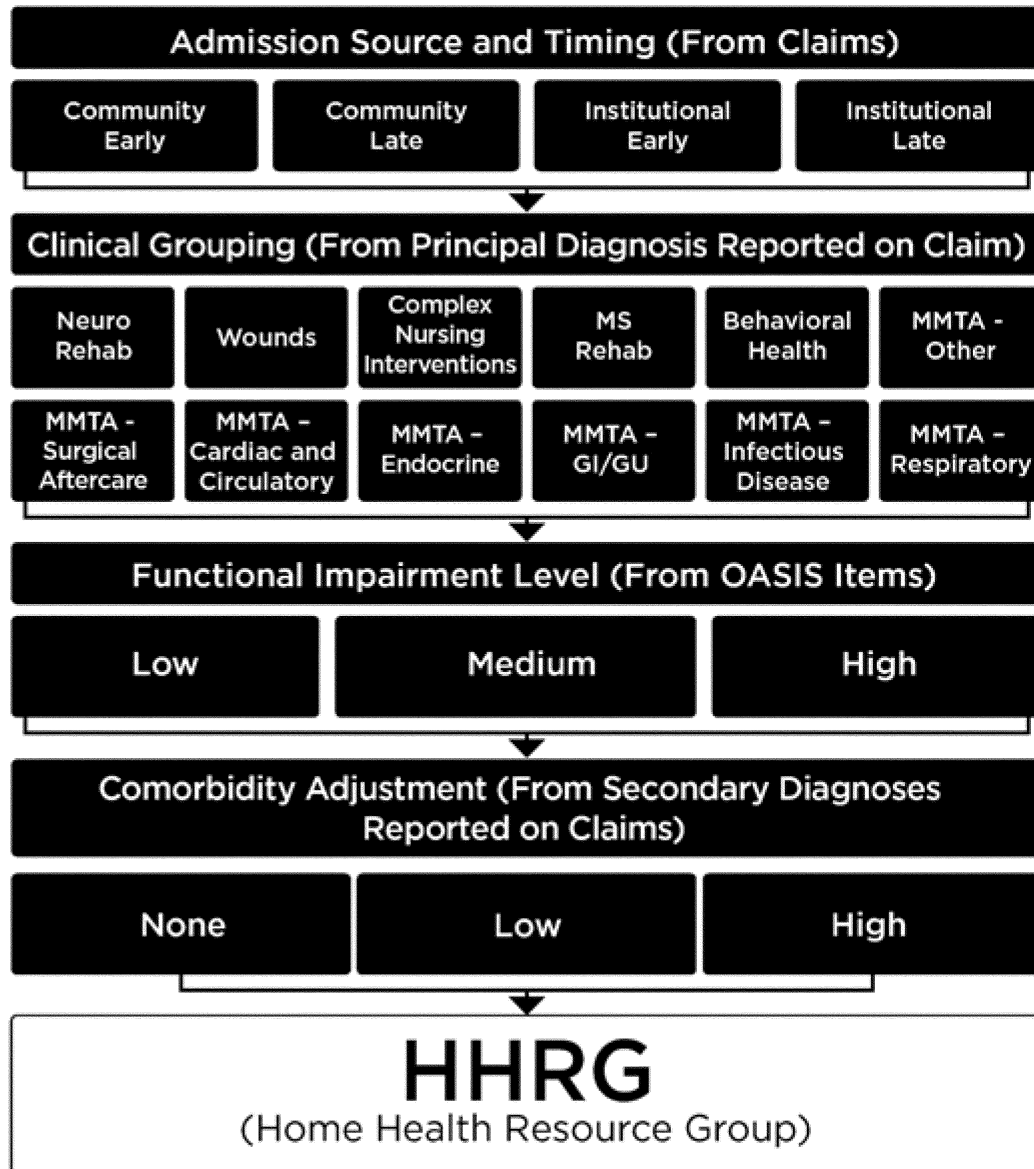 Admission Source and Timing (From Claims)
Community
Early
Community
Late
Institutional
Early
Institutional
Late
Clinical Grouping (From Principal Diagnosis Reported on Claim)
Neuro
Rehab
Wounds
Complex
Nursing
Interventions
MS
Rehab
Behavioral
Health
MMTA -
Other
MMTA -
Surgical
Aftercare
MMTA –
Cardiac and
Circulatory
MMTA –
Endocrine
MMTA –
GI/GU
MMTA –
Infectious
Disease
MMTA –
Respiratory
Functional Impairment Level (From OASIS Items)
Low
Medium
High
Comorbidity Adjustment (From Secondary Diagnoses
Reported on Claims)
None
Low
High
HHRG
(Home Health Resource Group)